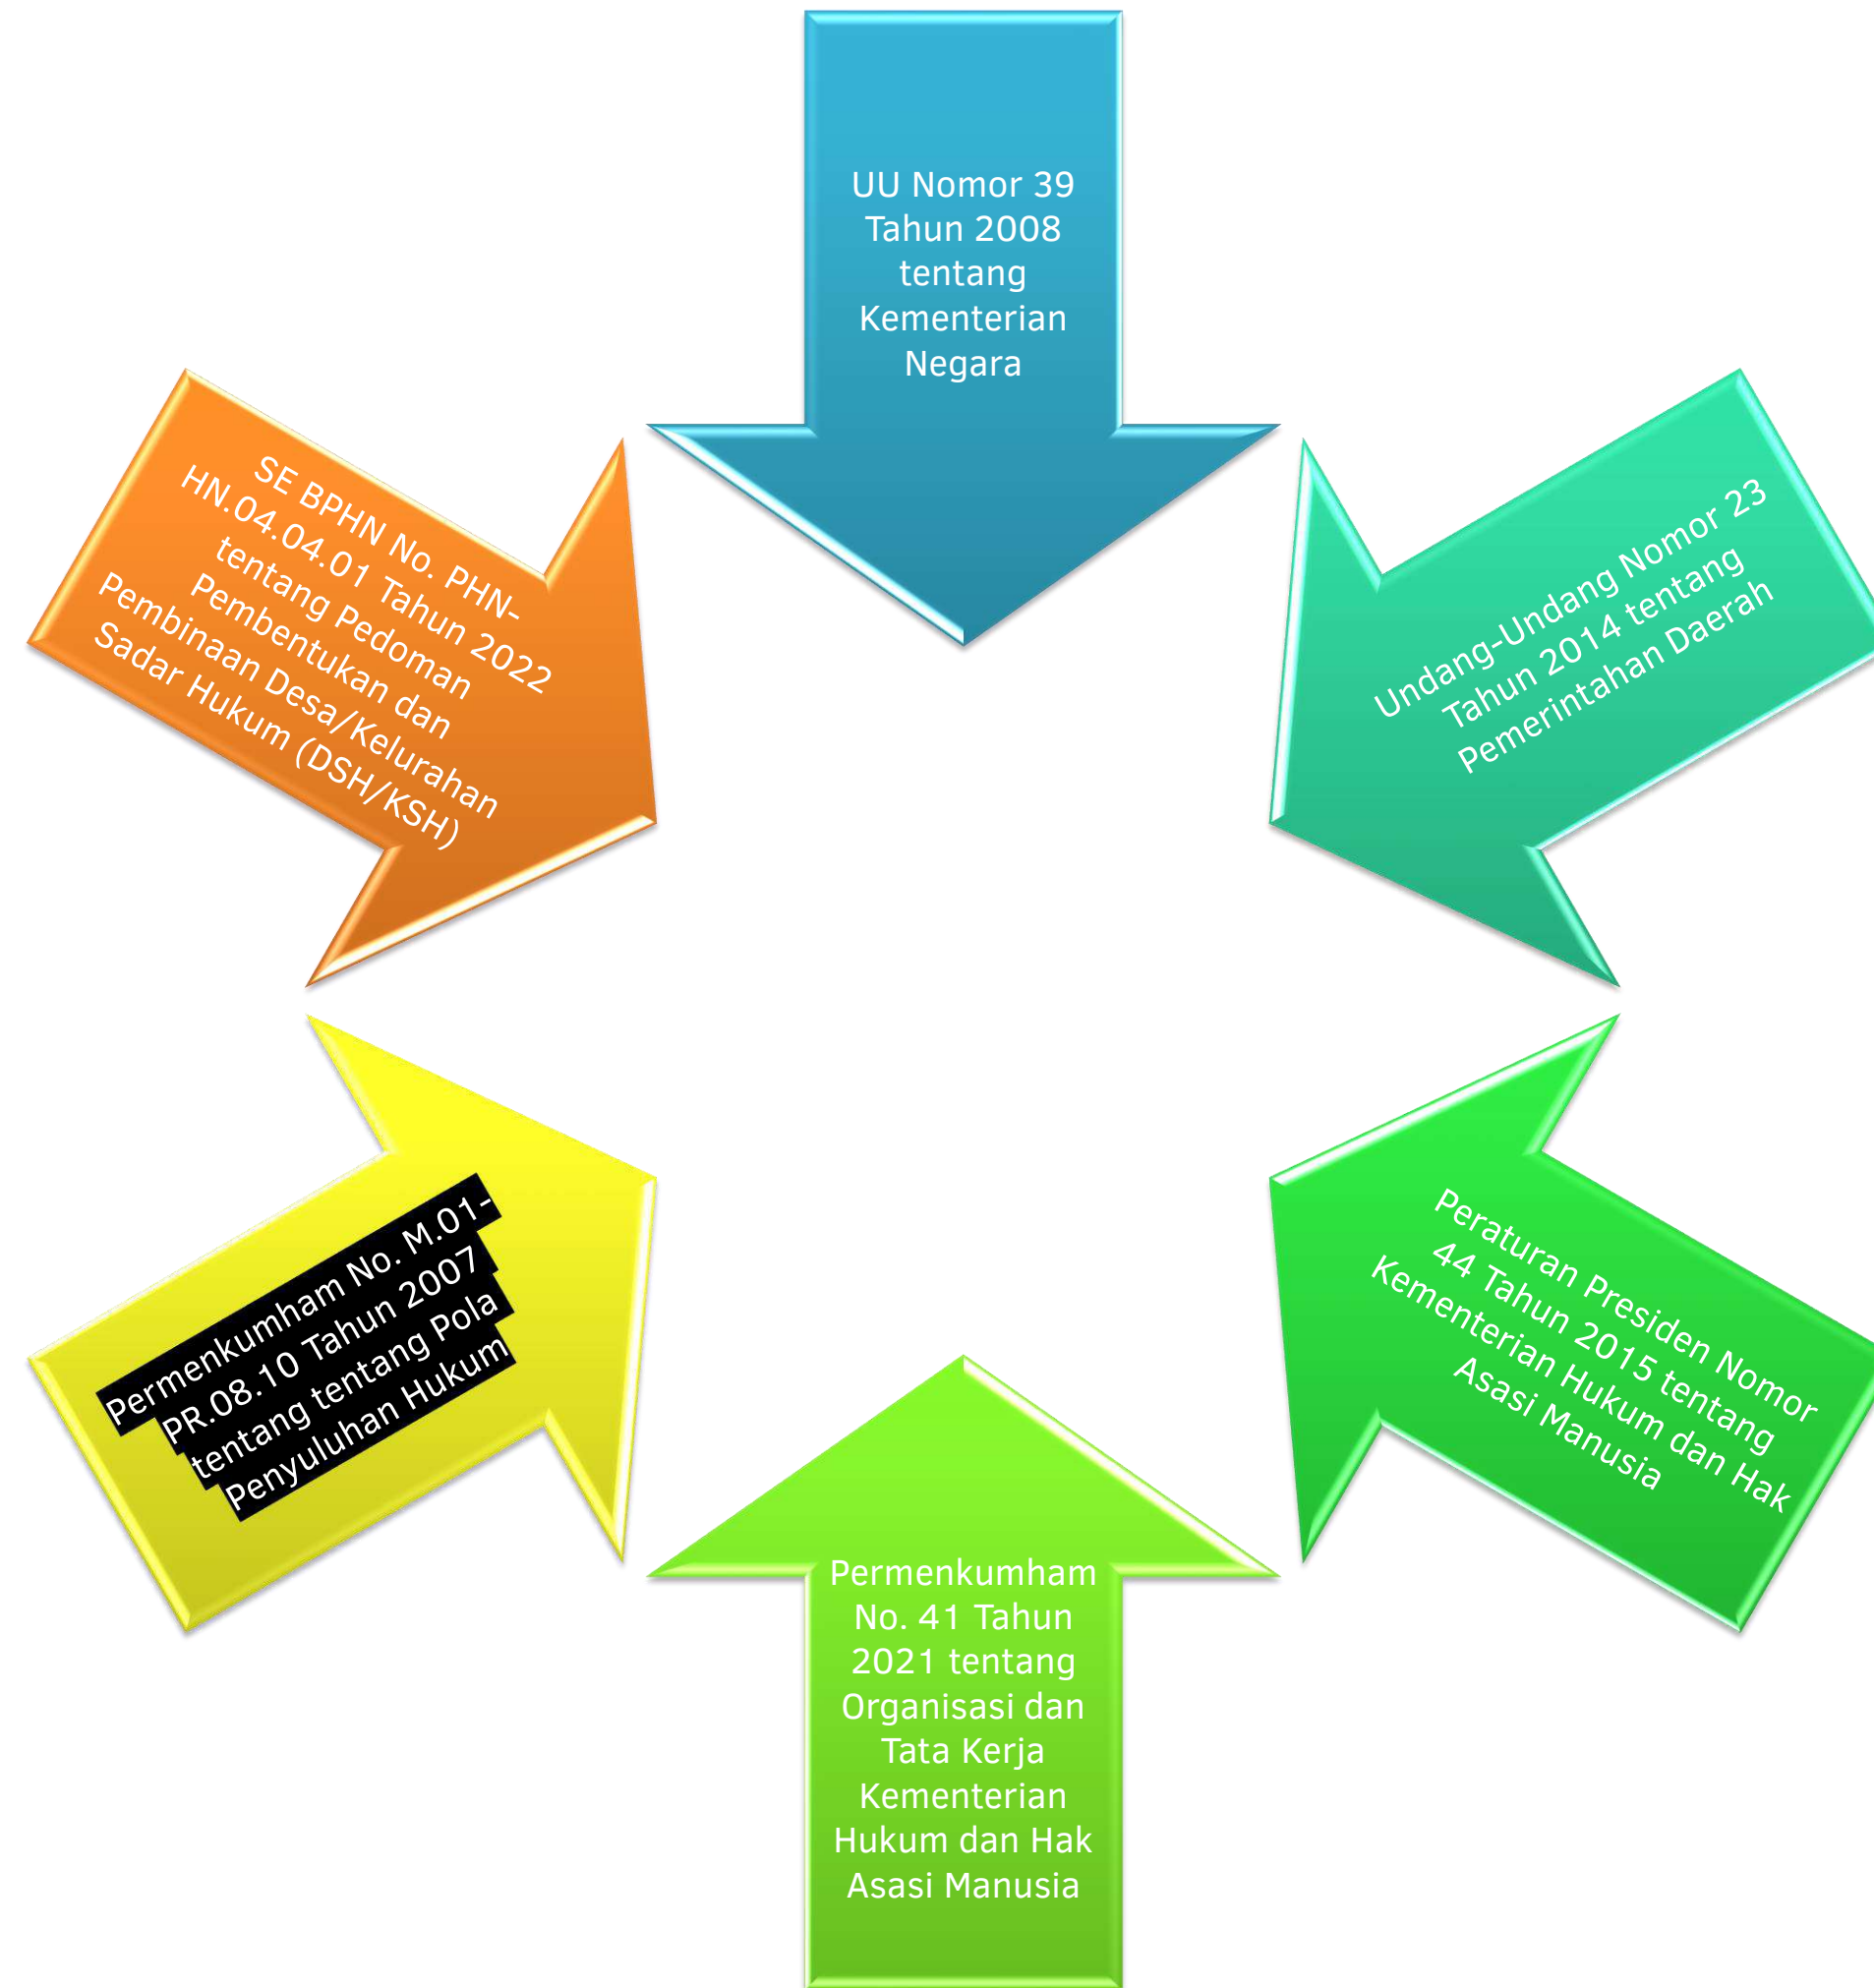 UU Nomor 39
Tahun 2008
tentang
Kementerian
Negara
Undang-Undang Nomor 23
Tahun 2014 tentang
Pemerintahan Daerah
Peraturan Presiden Nomor
44 Tahun 2015 tentang
Kementerian Hukum dan Hak
Asasi Manusia
Permenkumham
No. 41 Tahun
2021 tentang
Organisasi dan
Tata Kerja
Kementerian
Hukum dan Hak
Asasi Manusia
Permenkumham No. M.01-
PR.08.10 Tahun 2007
tentang tentang Pola
Penyuluhan Hukum
SE BPHN No. PHN-
HN.04.04.01 Tahun 2022
tentang Pedoman
Pembentukan dan
Pembinaan Desa/Kelurahan
Sadar Hukum (DSH/KSH)